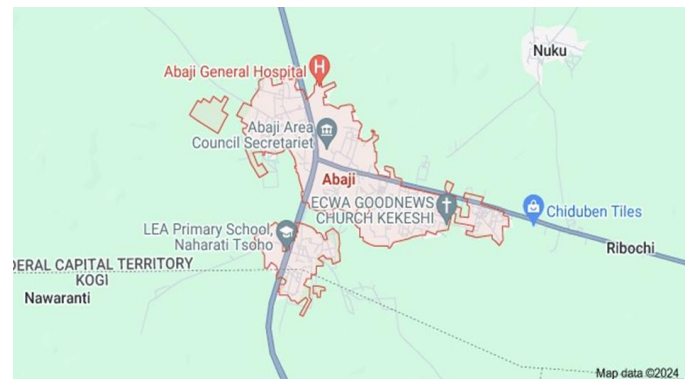 Nuku
Abaji General Hospital
H
Abaji Area
Council Secretariet
Abaji
ECWA GOODNEWS
CHURCH KEKESHI
Chiduben Tiles
LEA Primary School,
Naharati Tsoho
Ribochi
DERAL CAPITAL TERRITORY
KOGI
Nawaranti
Map data ©2024